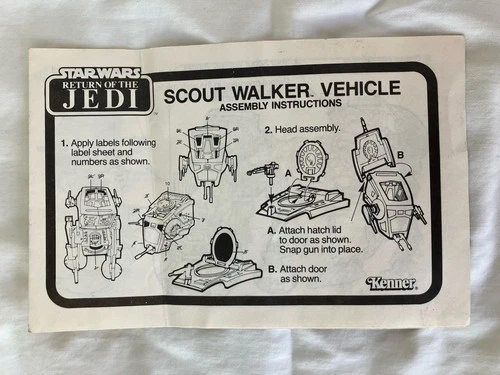 STAR WARS
RETURN OF THE
JEDI
SCOUT WALKER™ VEHICLE
ASSEMBLY INSTRUCTIONS
1. Apply labels following
label sheet and
numbers as shown.
2. Head assembly.
A
B
A. Attach hatch lid
to door as shown.
Snap gun into place.
B. Attach door
as shown.
Kenner